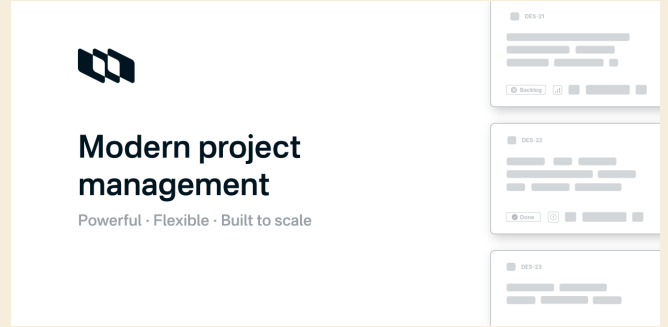 Modern project
management
Powerful · Flexible · Built to scale
DES-21
Backlog
DES-22
Done
DES-23